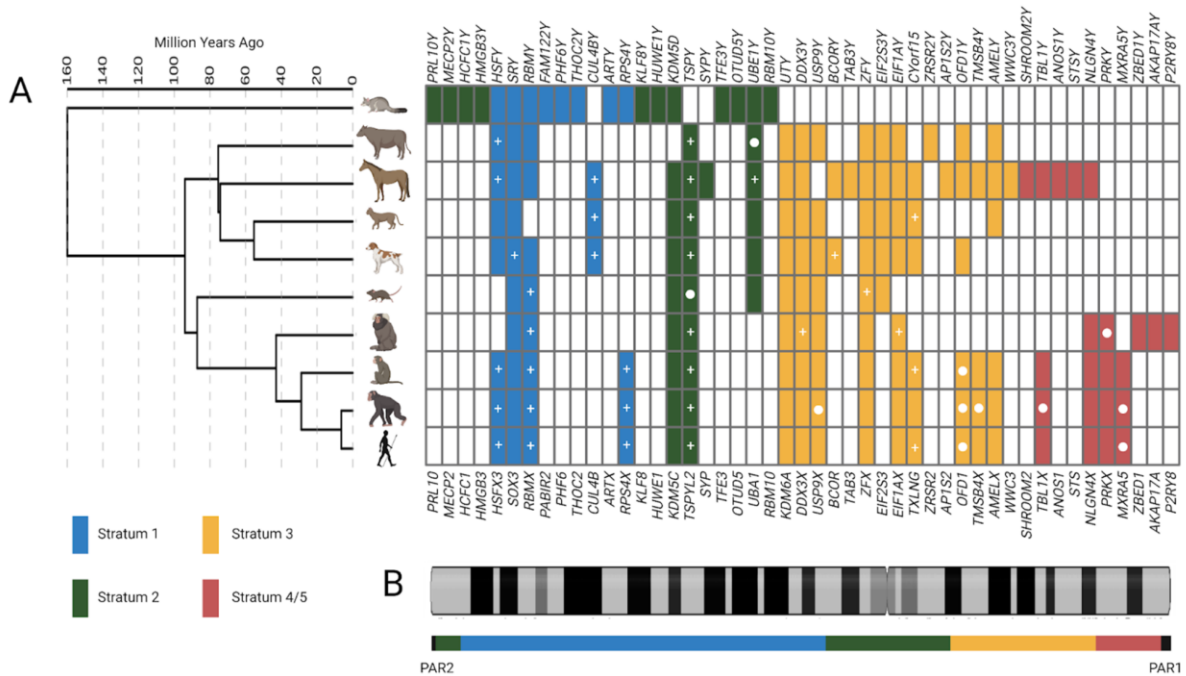 A
Million Years Ago
160 140 120 100 80 60 40 20 0
PRL10Y MECP2Y HCFC1Y HMGB3Y HSFY SRY RBMY FAM122Y PHF6Y THOC2Y CUL4BY ARTY RPS4Y KLF8Y HUWE1Y KDM5D TSPY SYPY TFE3Y OTUD5Y UBE1Y RBM10Y UTY DDX3Y USP9Y BCORY TAB3Y ZFY EIF2S3Y EIF1AY CYorf15 ZRSR2Y AP1S2Y OFD1Y TMSB4Y AMELY WWC3Y SHROOM2Y TBL1Y ANOS1Y STSY NLGN4Y PRKY MXRA5Y ZBED1Y AKAP17AY P2RY8Y
PRL10 MECP2 HCFC1 HMGB3 HSFX3 SOX3 RBMX PABIR2 PHF6 THOC2 CUL4B ARTX RPS4X KLF8 HUWE1 KDM5C TSPYL2 SYP TFE3 OTUD5 UBA1 RBM10 KDM6A DDX3X USP9X BCOR TAB3 ZFX EIF2S3 EIF1AX TXLNG ZRSR2 AP1S2 OFD1 TMSB4X AMELX WWC3 SHROOM2 TBL1X ANOS1 STS NLGN4X PRKX MXRA5 ZBED1 AKAP17A P2RY8
Stratum 1
Stratum 3
Stratum 2
Stratum 4/5
B
PAR2
PAR1